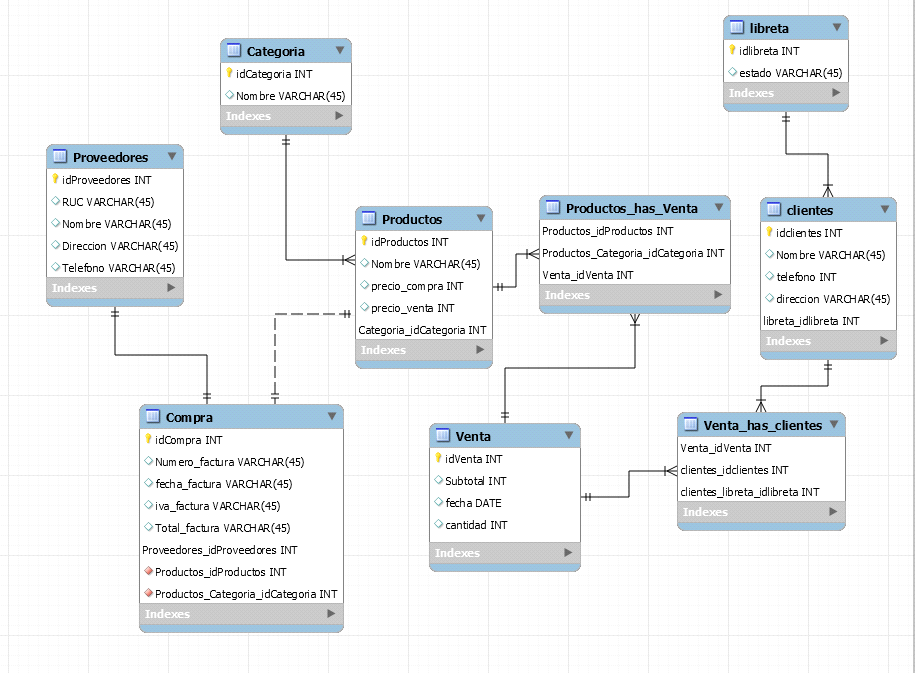 Categoria
idCategoria INT
Nombre VARCHAR(45)
Indexes
libreta
idlibreta INT
estado VARCHAR(45)
Indexes
Proveedores
idProveedores INT
RUC VARCHAR(45)
Nombre VARCHAR(45)
Direccion VARCHAR(45)
Telefono VARCHAR(45)
Indexes
Productos
idProductos INT
Nombre VARCHAR(45)
precio_compra INT
precio_venta INT
Categoria_idCategoria INT
Indexes
Productos_has_Venta
Productos_idProductos INT
Productos_Categoria_idCategoria INT
Venta_idVenta INT
Indexes
clientes
idclientes INT
Nombre VARCHAR(45)
telefono INT
direccion VARCHAR(45)
libreta_idlibreta INT
Indexes
Compra
idCompra INT
Numero_factura VARCHAR(45)
fecha_factura VARCHAR(45)
iva_factura VARCHAR(45)
Total_factura VARCHAR(45)
Proveedores_idProveedores INT
Productos_idProductos INT
Productos_Categoria_idCategoria INT
Indexes
Venta
idVenta INT
Subtotal INT
fecha DATE
cantidad INT
Indexes
Venta_has_clientes
Venta_idVenta INT
clientes_idclientes INT
clientes_libreta_idlibreta INT
Indexes